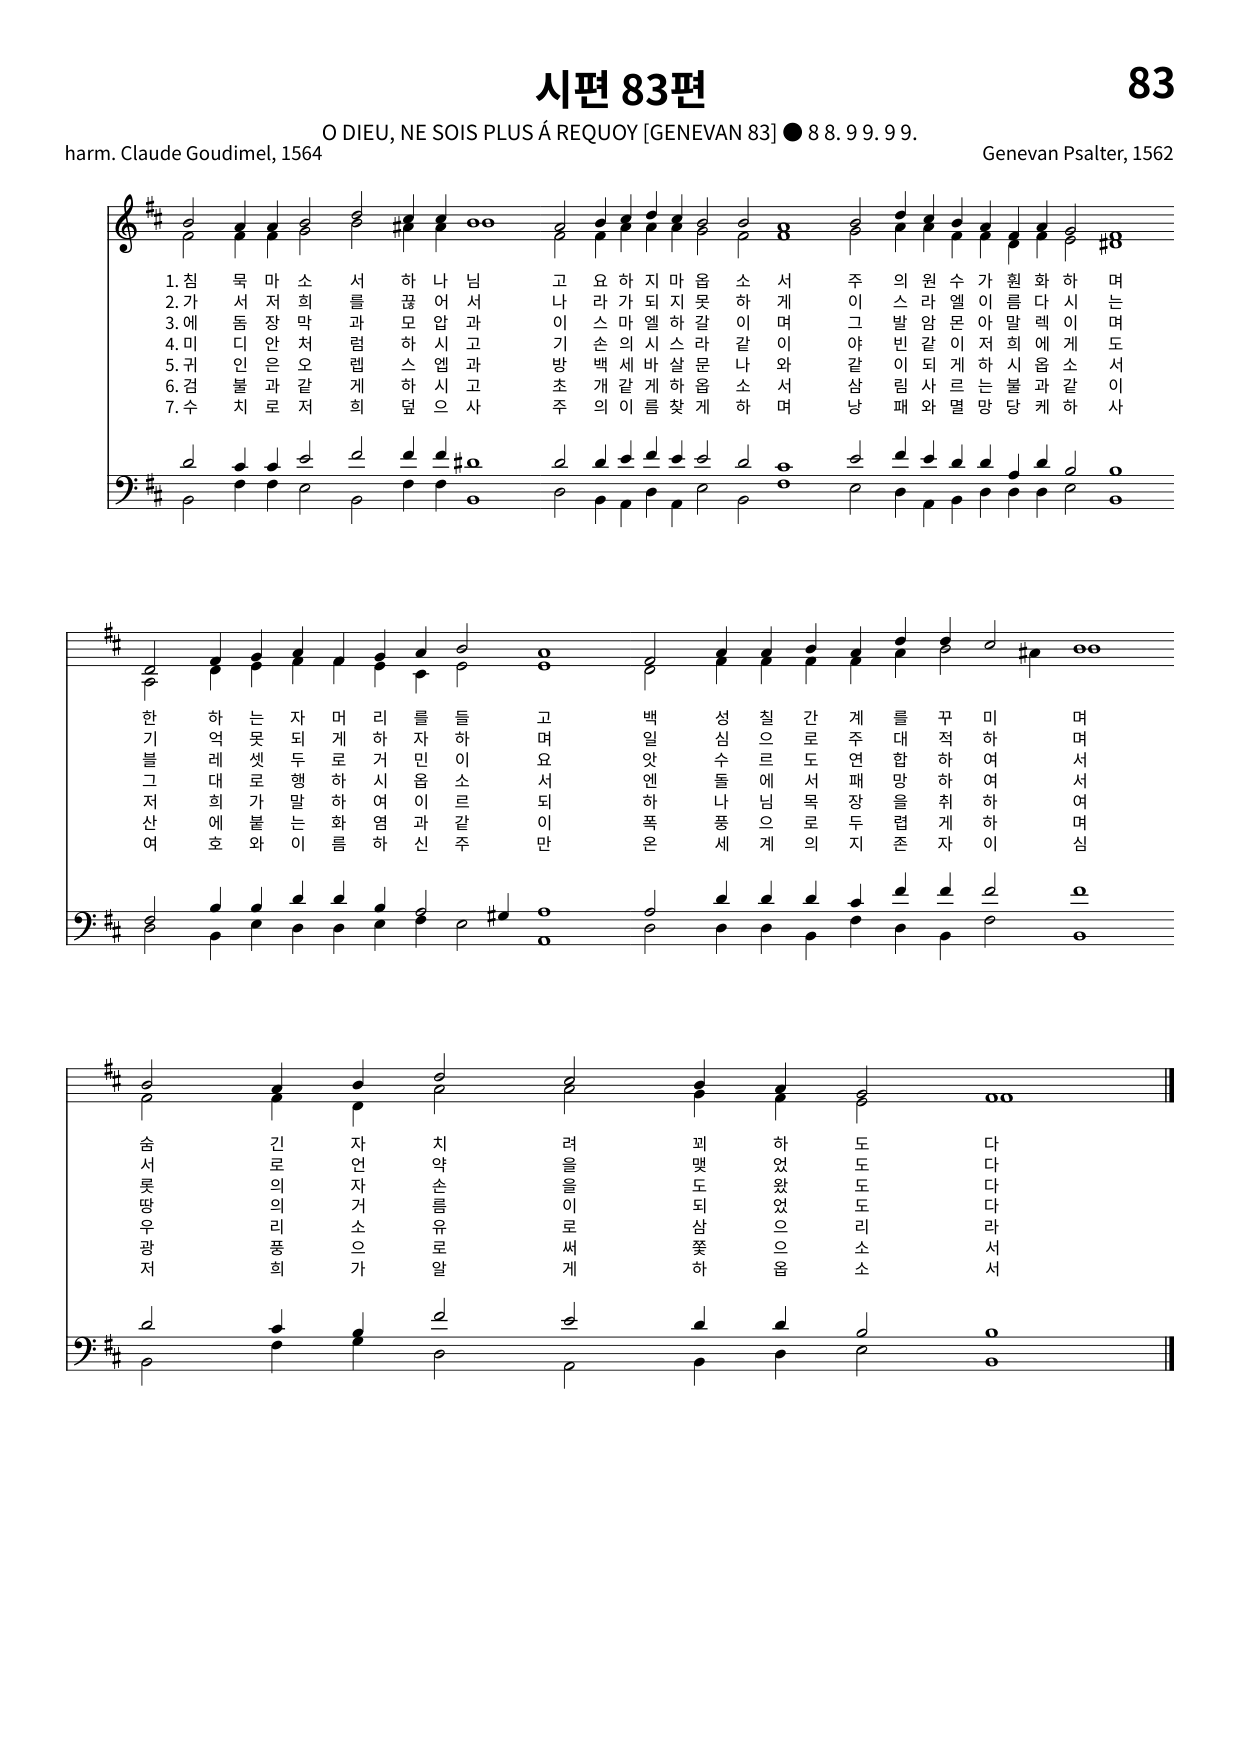 시편 83편
83
O DIEU, NE SOIS PLUS Á REQUOY [GENEVAN 83] ● 8 8. 9 9. 9 9.
harm. Claude Goudimel, 1564
Genevan Psalter, 1562
1. 침 묵 마 소 서 하 나 님 고 요 하 지 마 옵 소 서 주 의 원 수 가 훤 화 하 며
2. 가 서 저 희 를 끊 어 서 나 라 가 되 지 못 하 게 이 스 라 엘 이 름 다 시 는
3. 에 돔 장 막 과 모 압 과 이 스 마 엘 하 갈 이 며 그 발 암 몬 아 말 렉 이 며
4. 미 디 안 처 럼 하 시 고 기 손 의 시 스 라 같 이 야 빈 같 이 저 희 에 게 도
5. 귀 인 은 오 렙 스 엡 과 방 백 세 바 살 문 나 와 같 이 되 게 하 시 옵 소 서
6. 검 불 과 같 게 하 시 고 초 개 같 게 하 옵 소 서 삼 림 사 르 는 불 과 같 이
7. 수 치 로 저 희 덮 으 사 주 의 이 름 찾 게 하 며 낭 패 와 멸 망 당 케 하 사
한 하 는 자 머 리 를 들 고 백 성 칠 간 계 를 꾸 미 며
기 억 못 되 게 하 자 하 며 일 심 으 로 주 대 적 하 며
블 레 셋 두 로 거 민 이 요 앗 수 르 도 연 합 하 여 서
그 대 로 행 하 시 옵 소 서 엔 돌 에 서 패 망 하 여 서
저 희 가 말 하 여 이 르 되 하 나 님 목 장 을 취 하 여
산 에 붙 는 화 염 과 같 이 폭 풍 으 로 두 렵 게 하 며
여 호 와 이 름 하 신 주 만 온 세 계 의 지 존 자 이 심
숨 긴 자 치 려 꾀 하 도 다
서 로 언 약 을 맺 었 도 다
롯 의 자 손 을 도 왔 도 다
땅 의 거 름 이 되 었 도 다
우 리 소 유 로 삼 으 리 라
광 풍 으 로 써 쫓 으 소 서
저 희 가 알 게 하 옵 소 서